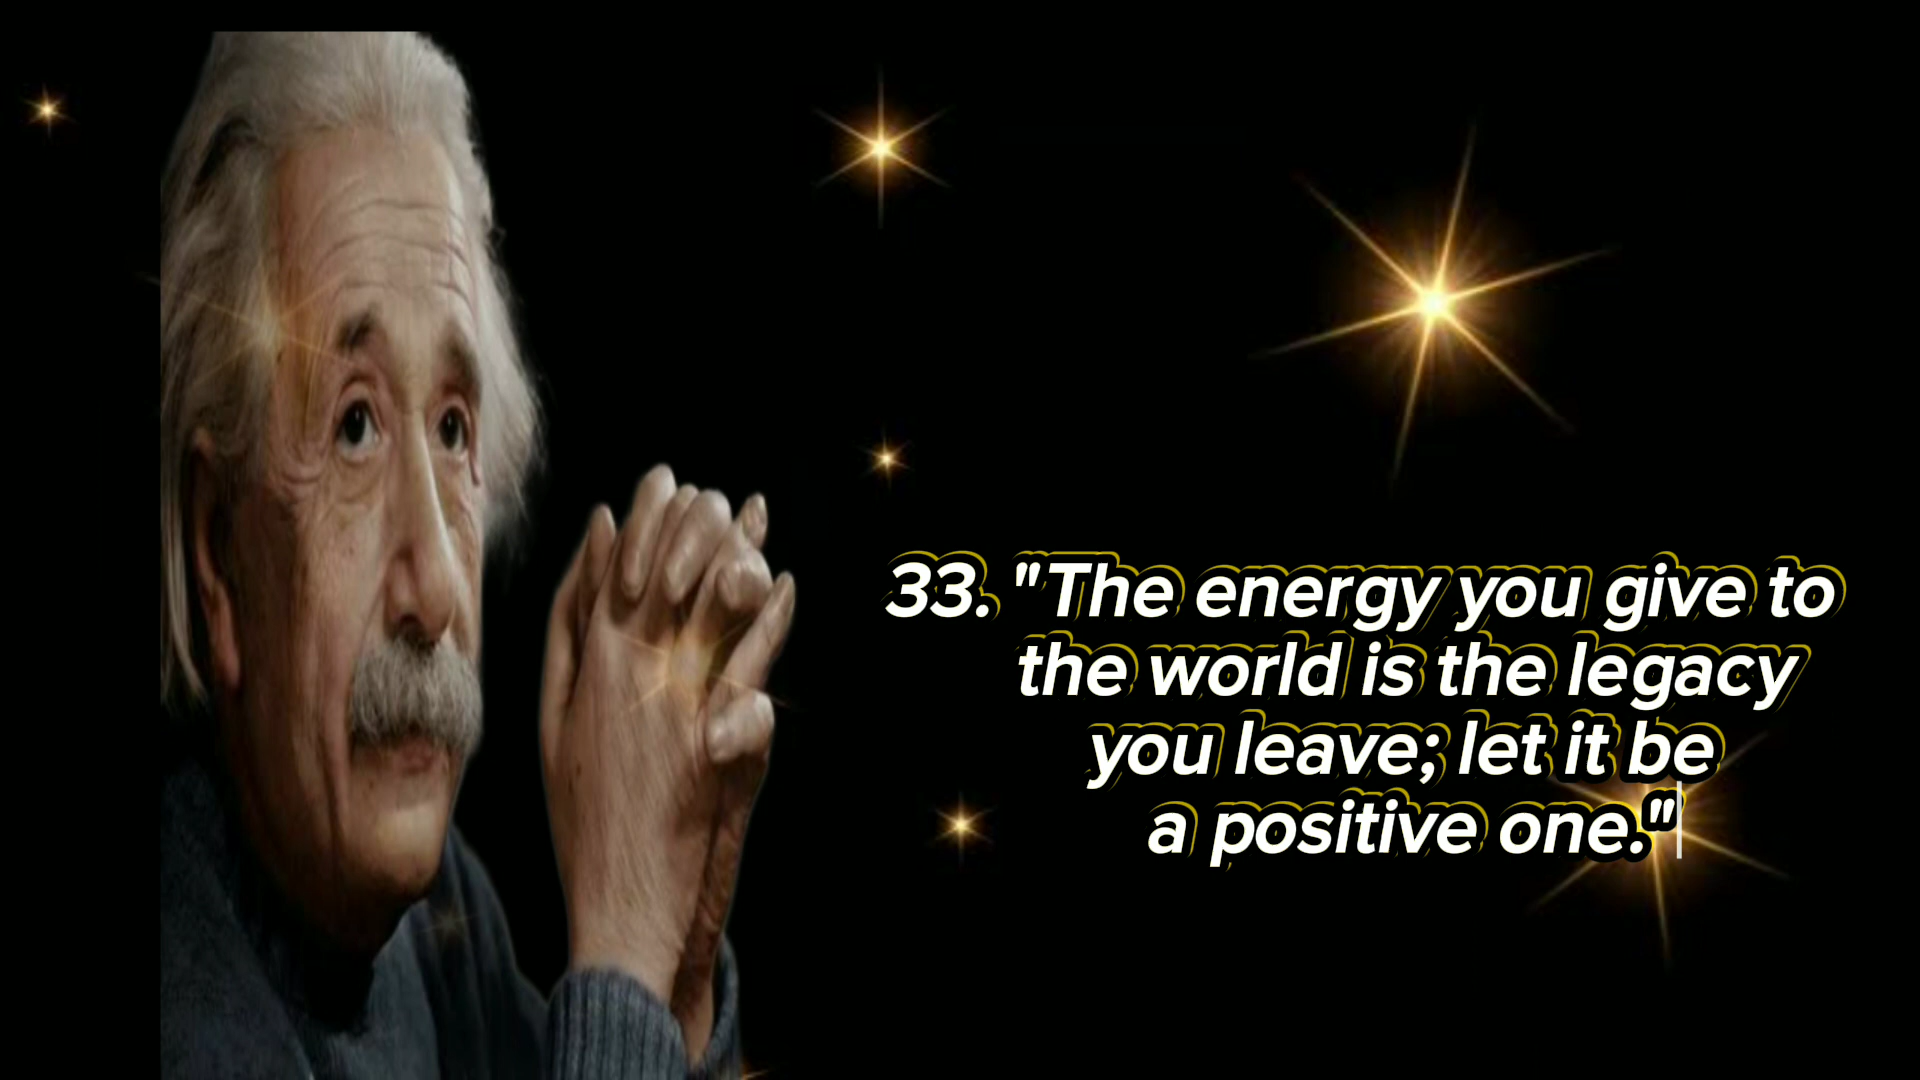 33. "The energy you give to
the world is the legacy
you leave; let it be
a positive one."